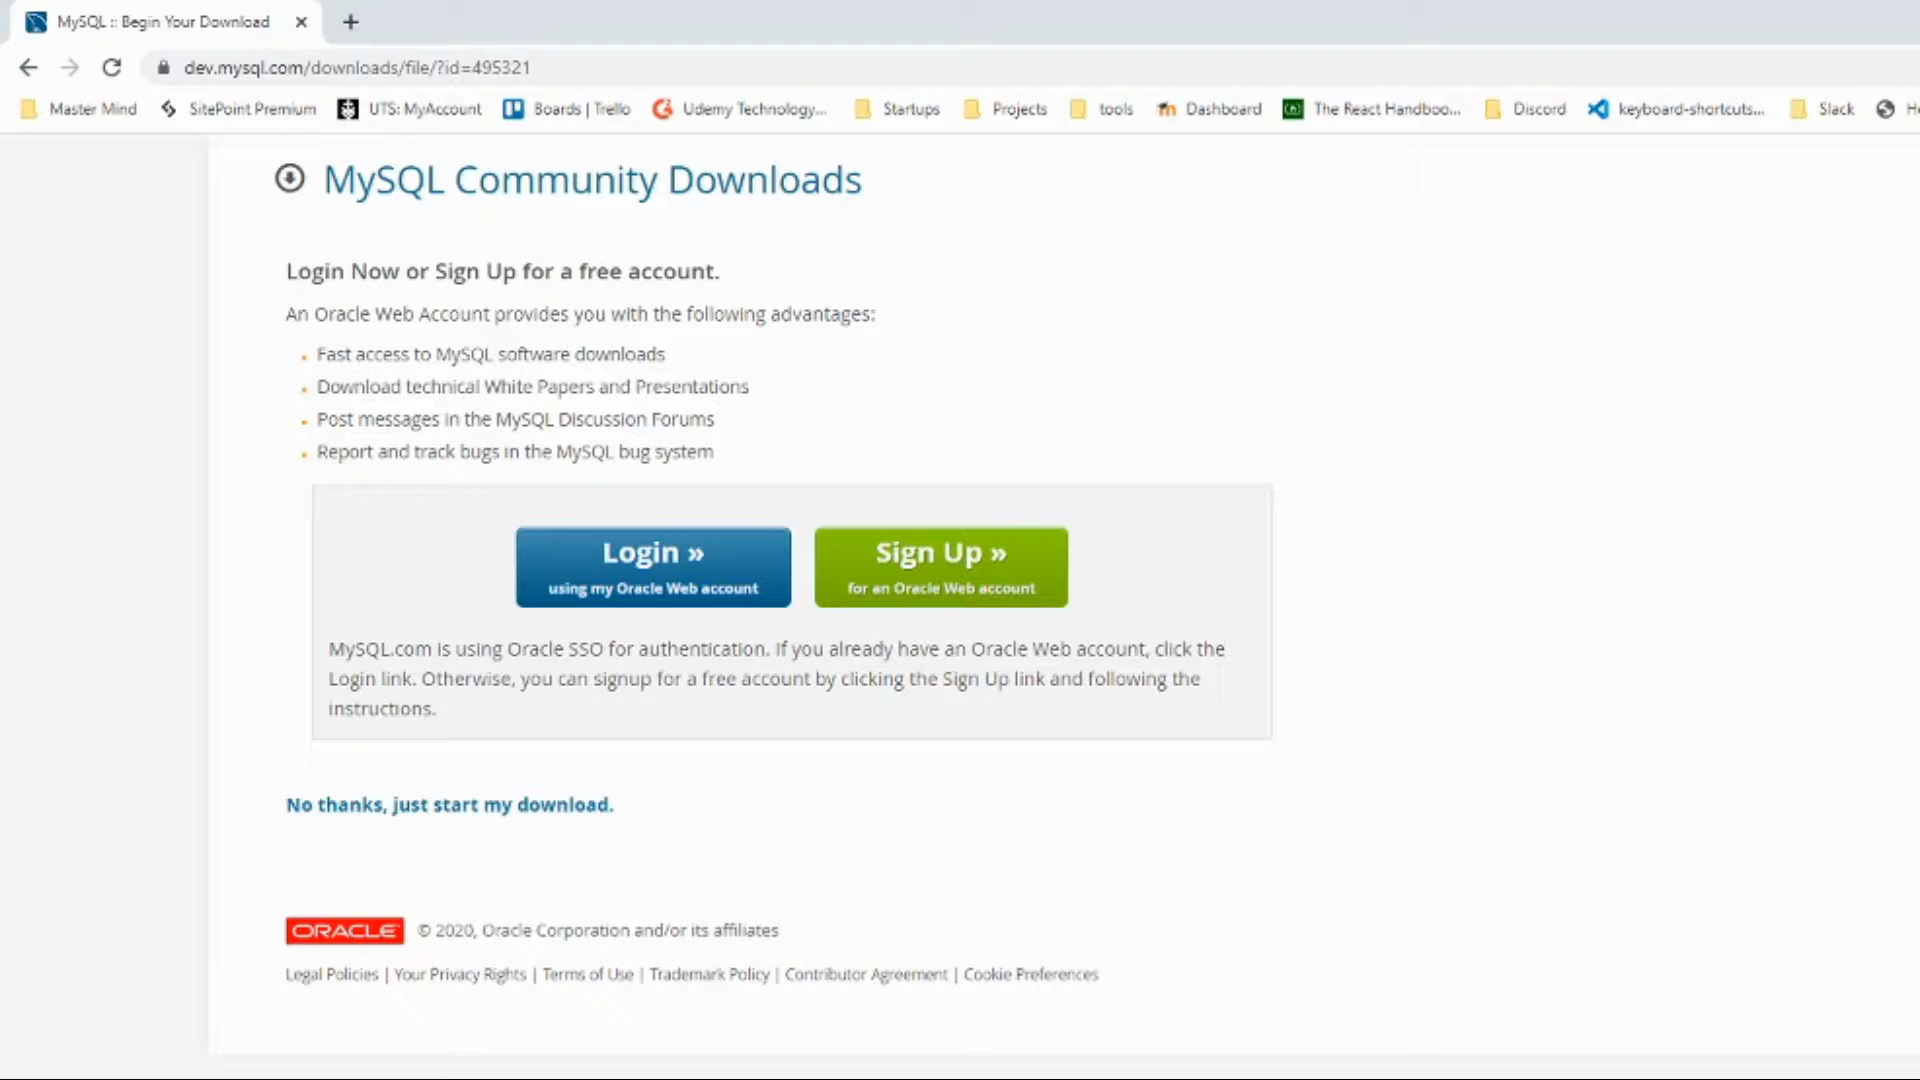 MySQL :: Begin Your Download
dev.mysql.com/downloads/file/?id=495321
Master Mind SitePoint Premium UTS: MyAccount Boards | Trello Udemy Technology... Startups Projects tools Dashboard The React Handboo... Discord keyboard-shortcuts... Slack
MySQL Community Downloads
Login Now or Sign Up for a free account.
An Oracle Web Account provides you with the following advantages:
Fast access to MySQL software downloads
Download technical White Papers and Presentations
Post messages in the MySQL Discussion Forums
Report and track bugs in the MySQL bug system
Login » Sign Up »
using my Oracle Web account for an Oracle Web account
MySQL.com is using Oracle SSO for authentication. If you already have an Oracle Web account, click the
Login link. Otherwise, you can signup for a free account by clicking the Sign Up link and following the
instructions.
No thanks, just start my download.
ORACLE © 2020, Oracle Corporation and/or its affiliates
Legal Policies | Your Privacy Rights | Terms of Use | Trademark Policy | Contributor Agreement | Cookie Preferences